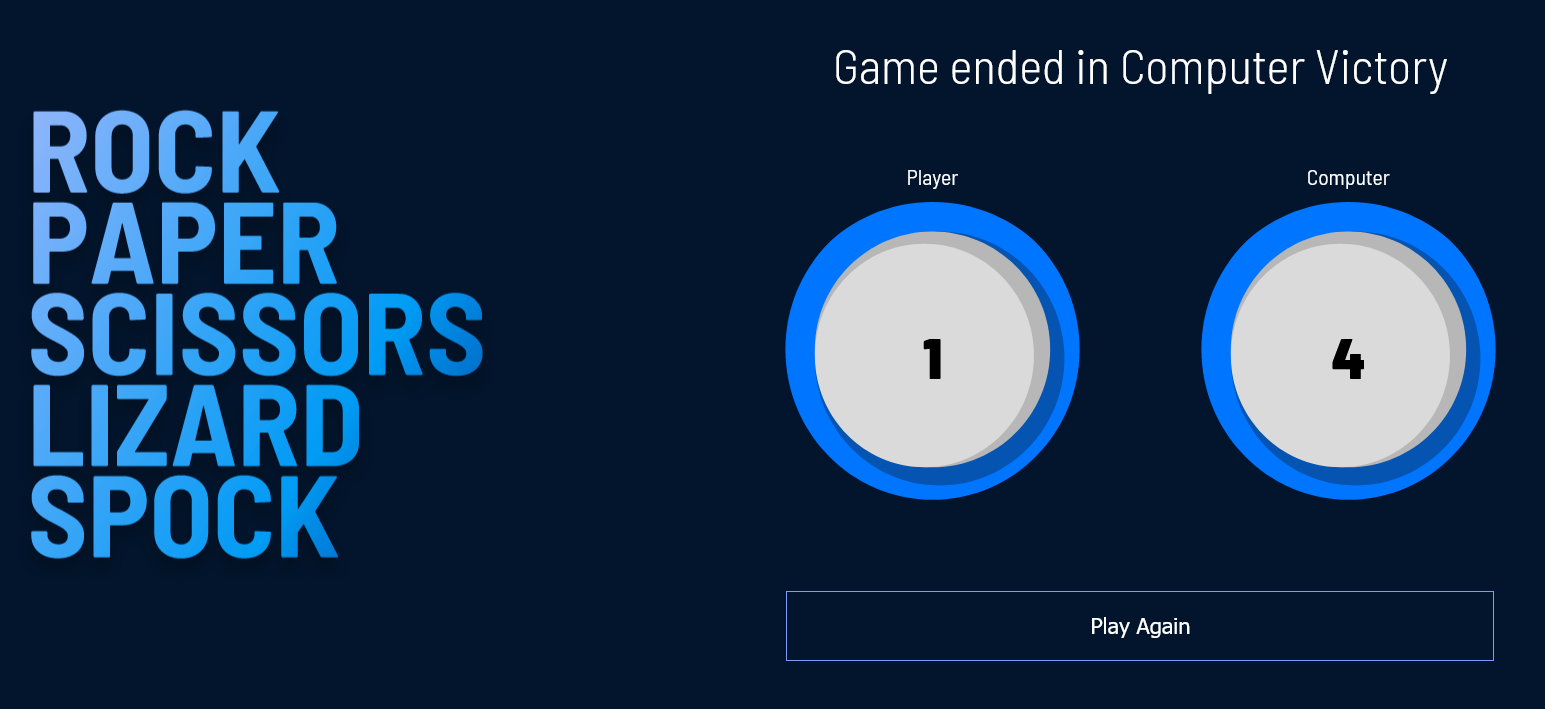 ROCK
PAPER
SCISSORS
LIZARD
SPOCK
Game ended in Computer Victory
Player
Computer
1
4
Play Again